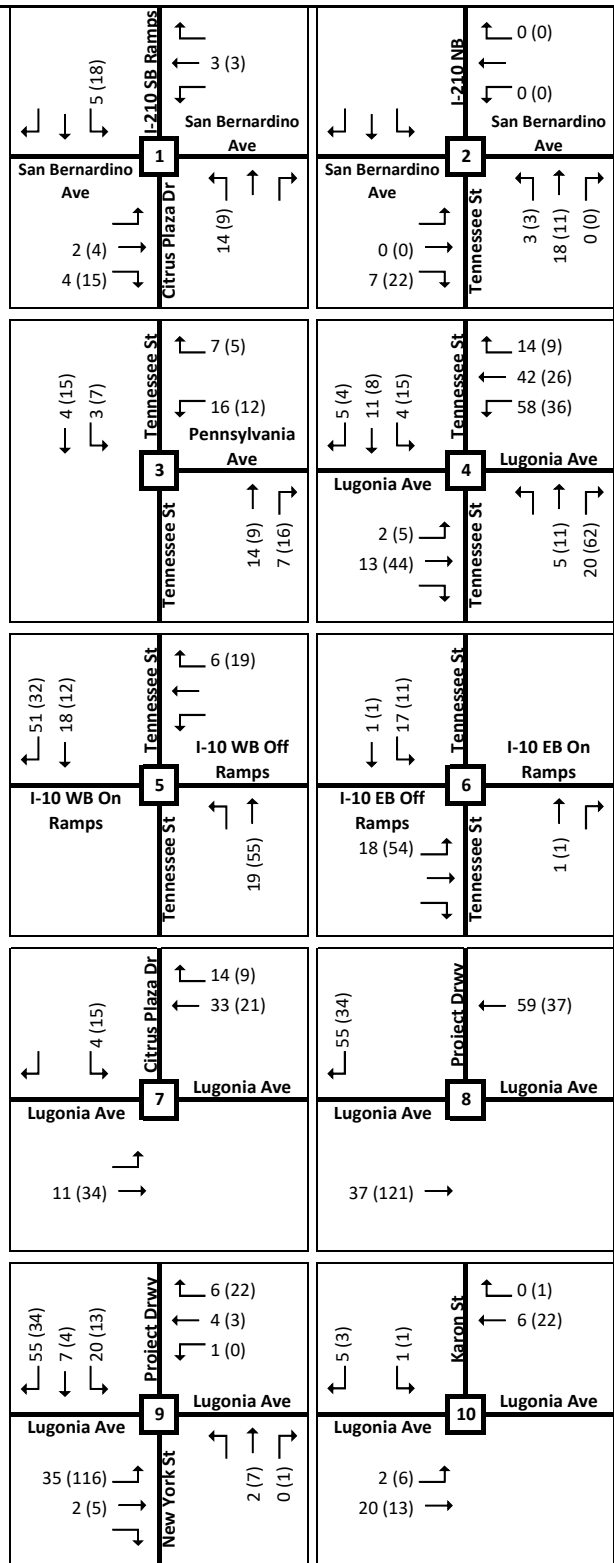 5 (18)
I-210 SB Ramps
3 (3)
San Bernardino
Ave
1
San Bernardino
Ave
2 (4)
4 (15)
Citrus Plaza Dr
14 (9)
I-210 NB
0 (0)
0 (0)
San Bernardino
Ave
2
San Bernardino
Ave
0 (0)
7 (22)
Tennessee St
3 (3)
18 (11)
0 (0)
4 (15)
3 (7)
Tennessee St
7 (5)
16 (12)
Pennsylvania
Ave
3
Tennessee St
14 (9)
7 (16)
5 (4)
11 (8)
4 (15)
Tennessee St
14 (9)
42 (26)
58 (36)
Lugonia Ave
4
Lugonia Ave
2 (5)
13 (44)
Tennessee St
5 (11)
20 (62)
51 (32)
18 (12)
Tennessee St
6 (19)
I-10 WB Off
Ramps
5
I-10 WB On
Ramps
Tennessee St
19 (55)
1 (1)
17 (11)
Tennessee St
I-10 EB On
Ramps
6
I-10 EB Off
Ramps
18 (54)
Tennessee St
1 (1)
4 (15)
Citrus Plaza Dr
14 (9)
33 (21)
Lugonia Ave
7
Lugonia Ave
11 (34)
55 (34)
Project Drwy
59 (37)
Lugonia Ave
8
Lugonia Ave
37 (121)
55 (34)
7 (4)
20 (13)
Project Drwy
6 (22)
4 (3)
1 (0)
Lugonia Ave
9
Lugonia Ave
35 (116)
2 (5)
New York St
2 (7)
0 (1)
5 (3)
1 (1)
Karon St
0 (1)
6 (22)
Lugonia Ave
10
Lugonia Ave
2 (6)
20 (13)